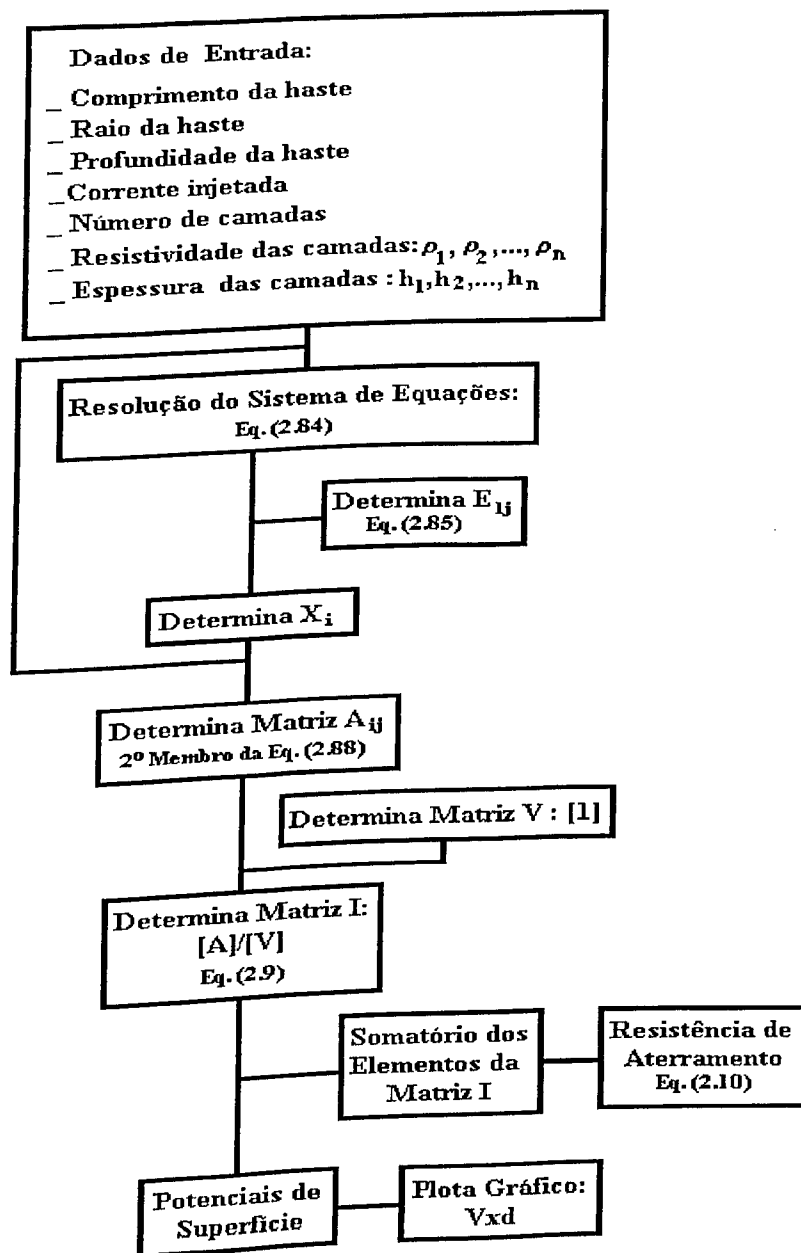 Dados de Entrada:
_ Comprimento da haste
_ Raio da haste
_ Profundidade da haste
_Corrente injetada
_ Número de camadas
_ Resistividade das camadas:ρ₁, ρ₂,..., ρₙ
_ Espessura das camadas : h₁,h₂,...,hₙ
Resolução do Sistema de Equações:
Eq.(2.84)
Determina E₁ⱼ
Eq.(2.85)
Determina Xᵢ
Determina Matriz Aᵢⱼ
2º Membro da Eq.(2.88)
Determina Matriz V : [1]
Determina Matriz I:
[A]/[V]
Eq.(2.9)
Somatório dos
Elementos da
Matriz I
Resistência de
Aterramento
Eq.(2.10)
Potenciais de
Superfície
Plota Gráfico:
Vxd